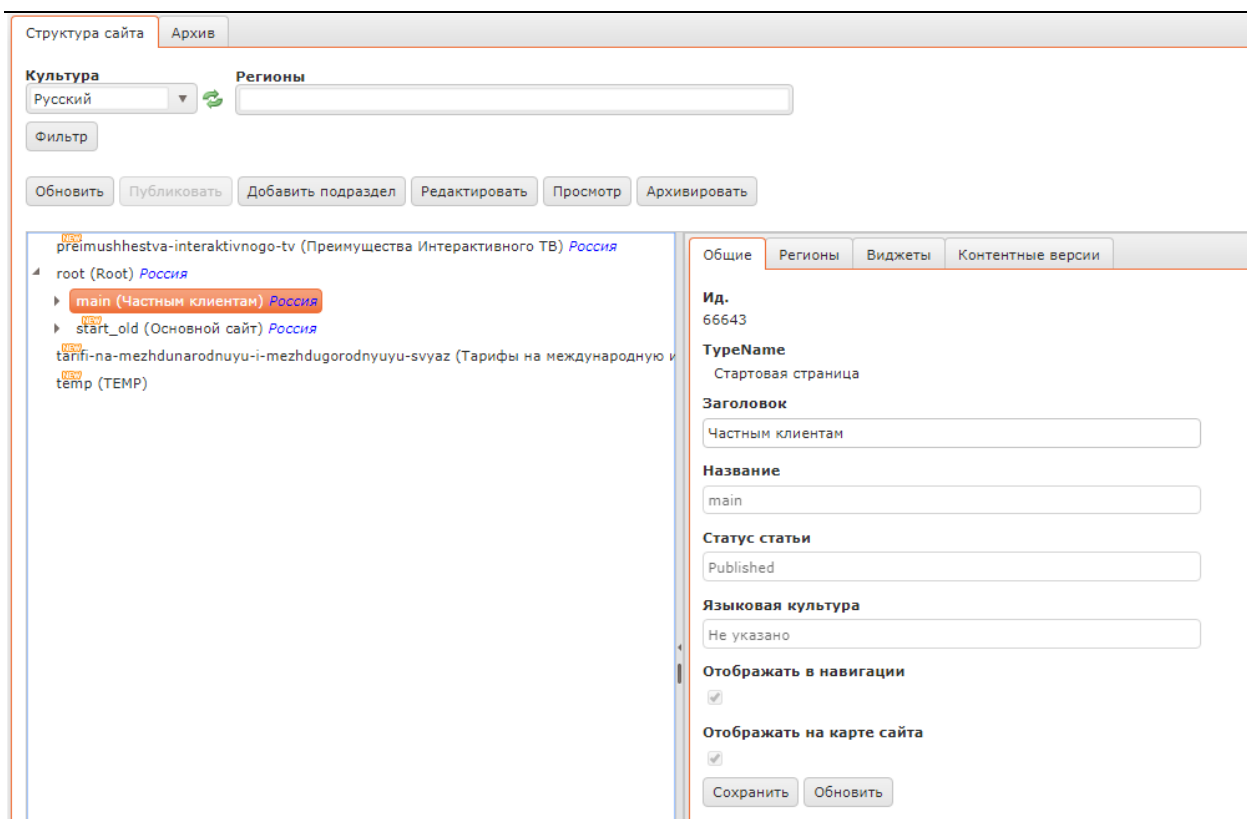 Структура сайта Архив
Культура Регионы
Русский
Фильтр
Обновить Публиковать Добавить подраздел Редактировать Просмотр Архивировать
NEW
preimushhestva-interaktivnogo-tv (Преимущества Интерактивного ТВ) Россия
root (Root) Россия
main (Частным клиентам) Россия
NEW
start_old (Основной сайт) Россия
NEW
tarifi-na-mezhdunarodnuyu-i-mezhdugorodnyuyu-svyaz (Тарифы на международную и
NEW
temp (TEMP)
Общие Регионы Виджеты Контентные версии
Ид.
66643
TypeName
Стартовая страница
Заголовок
Частным клиентам
Название
main
Статус статьи
Published
Языковая культура
Не указано
Отображать в навигации
Отображать на карте сайта
Сохранить Обновить